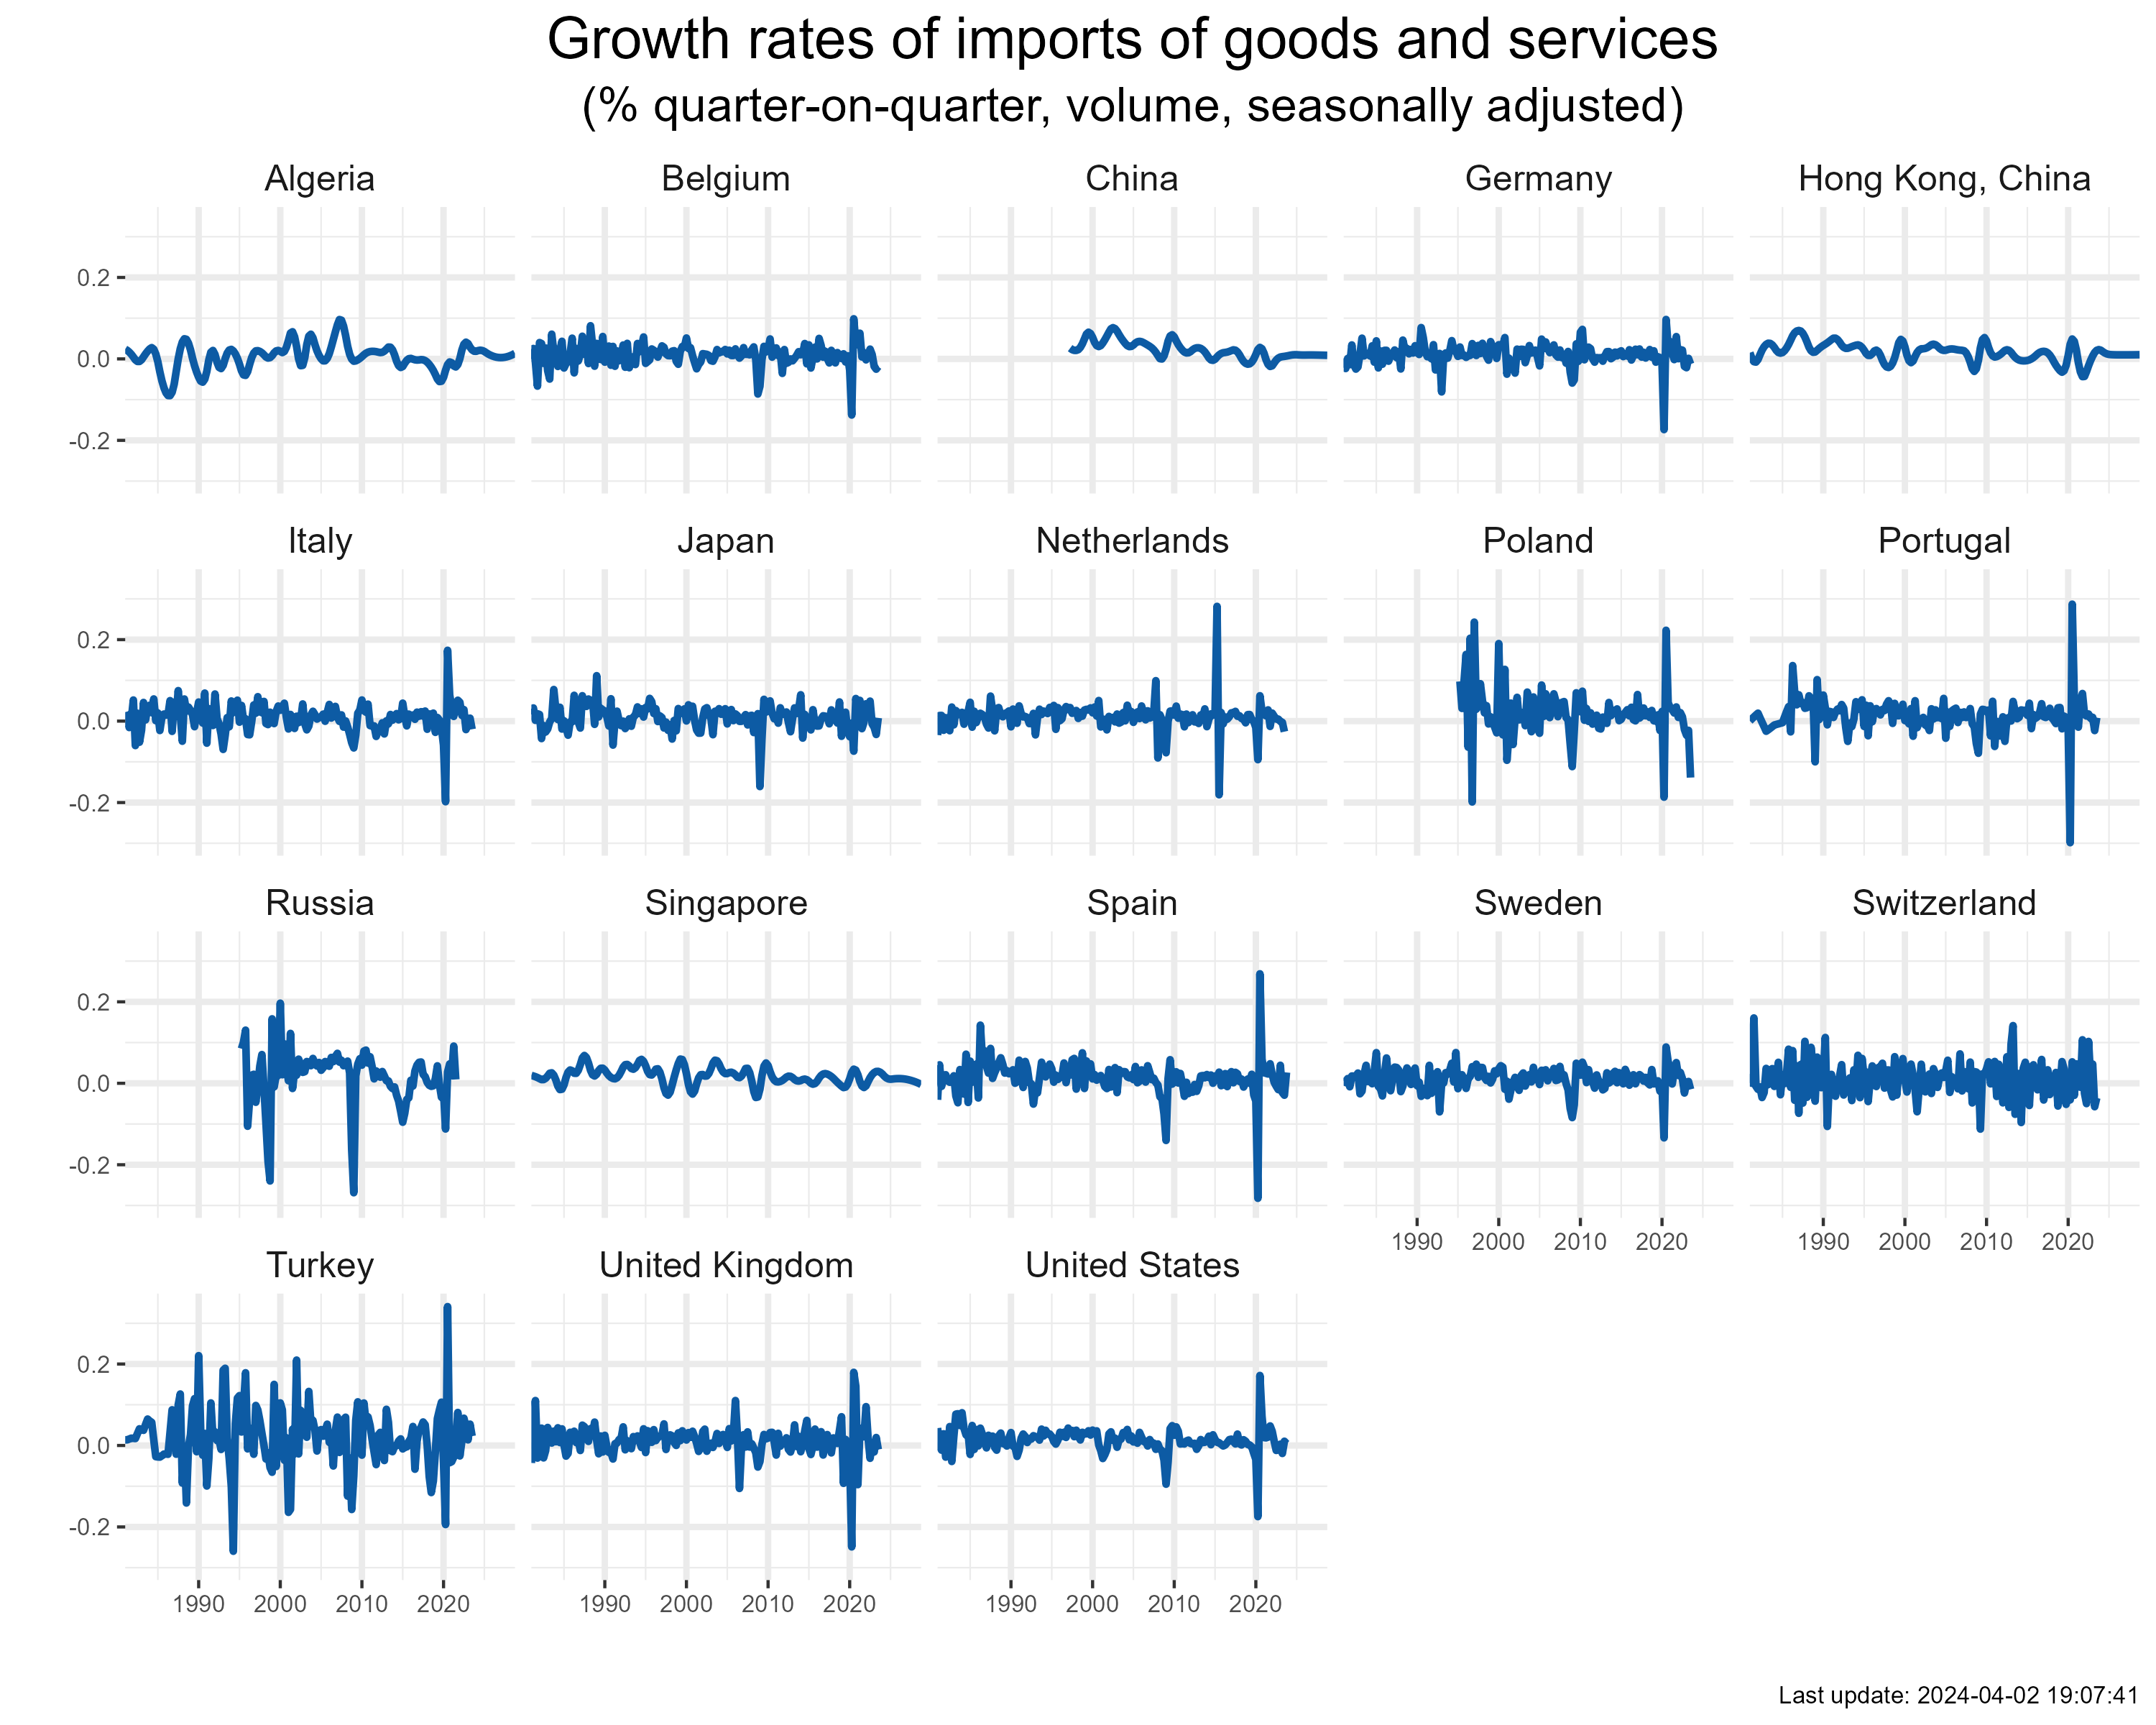 Growth rates of imports of goods and services
(% quarter-on-quarter, volume, seasonally adjusted)
Algeria
Belgium
China
Germany
Hong Kong, China
0.2
0.0
-0.2
Italy
Japan
Netherlands
Poland
Portugal
0.2
0.0
-0.2
Russia
Singapore
Spain
Sweden
Switzerland
0.2
0.0
-0.2
1990 2000 2010 2020
1990 2000 2010 2020
Turkey
United Kingdom
United States
0.2
0.0
-0.2
1990 2000 2010 2020
1990 2000 2010 2020
1990 2000 2010 2020
Last update: 2024-04-02 19:07:41